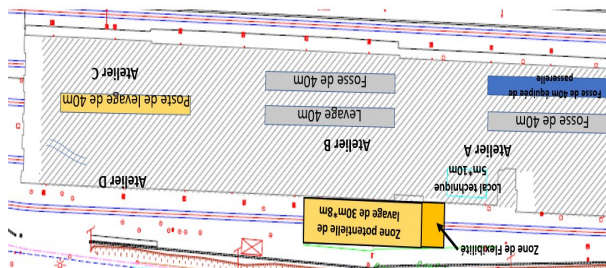 Zone de Flexibilité
Zone potentielle de
lavage de 30m*8m
Local technique
5m*10m
Atelier D
Atelier A
Atelier B
Fosse de 40m
Levage 40m
Poste de levage de 40m
Fosse de 40m équipée de
passerelle
Fosse de 40m
Atelier C